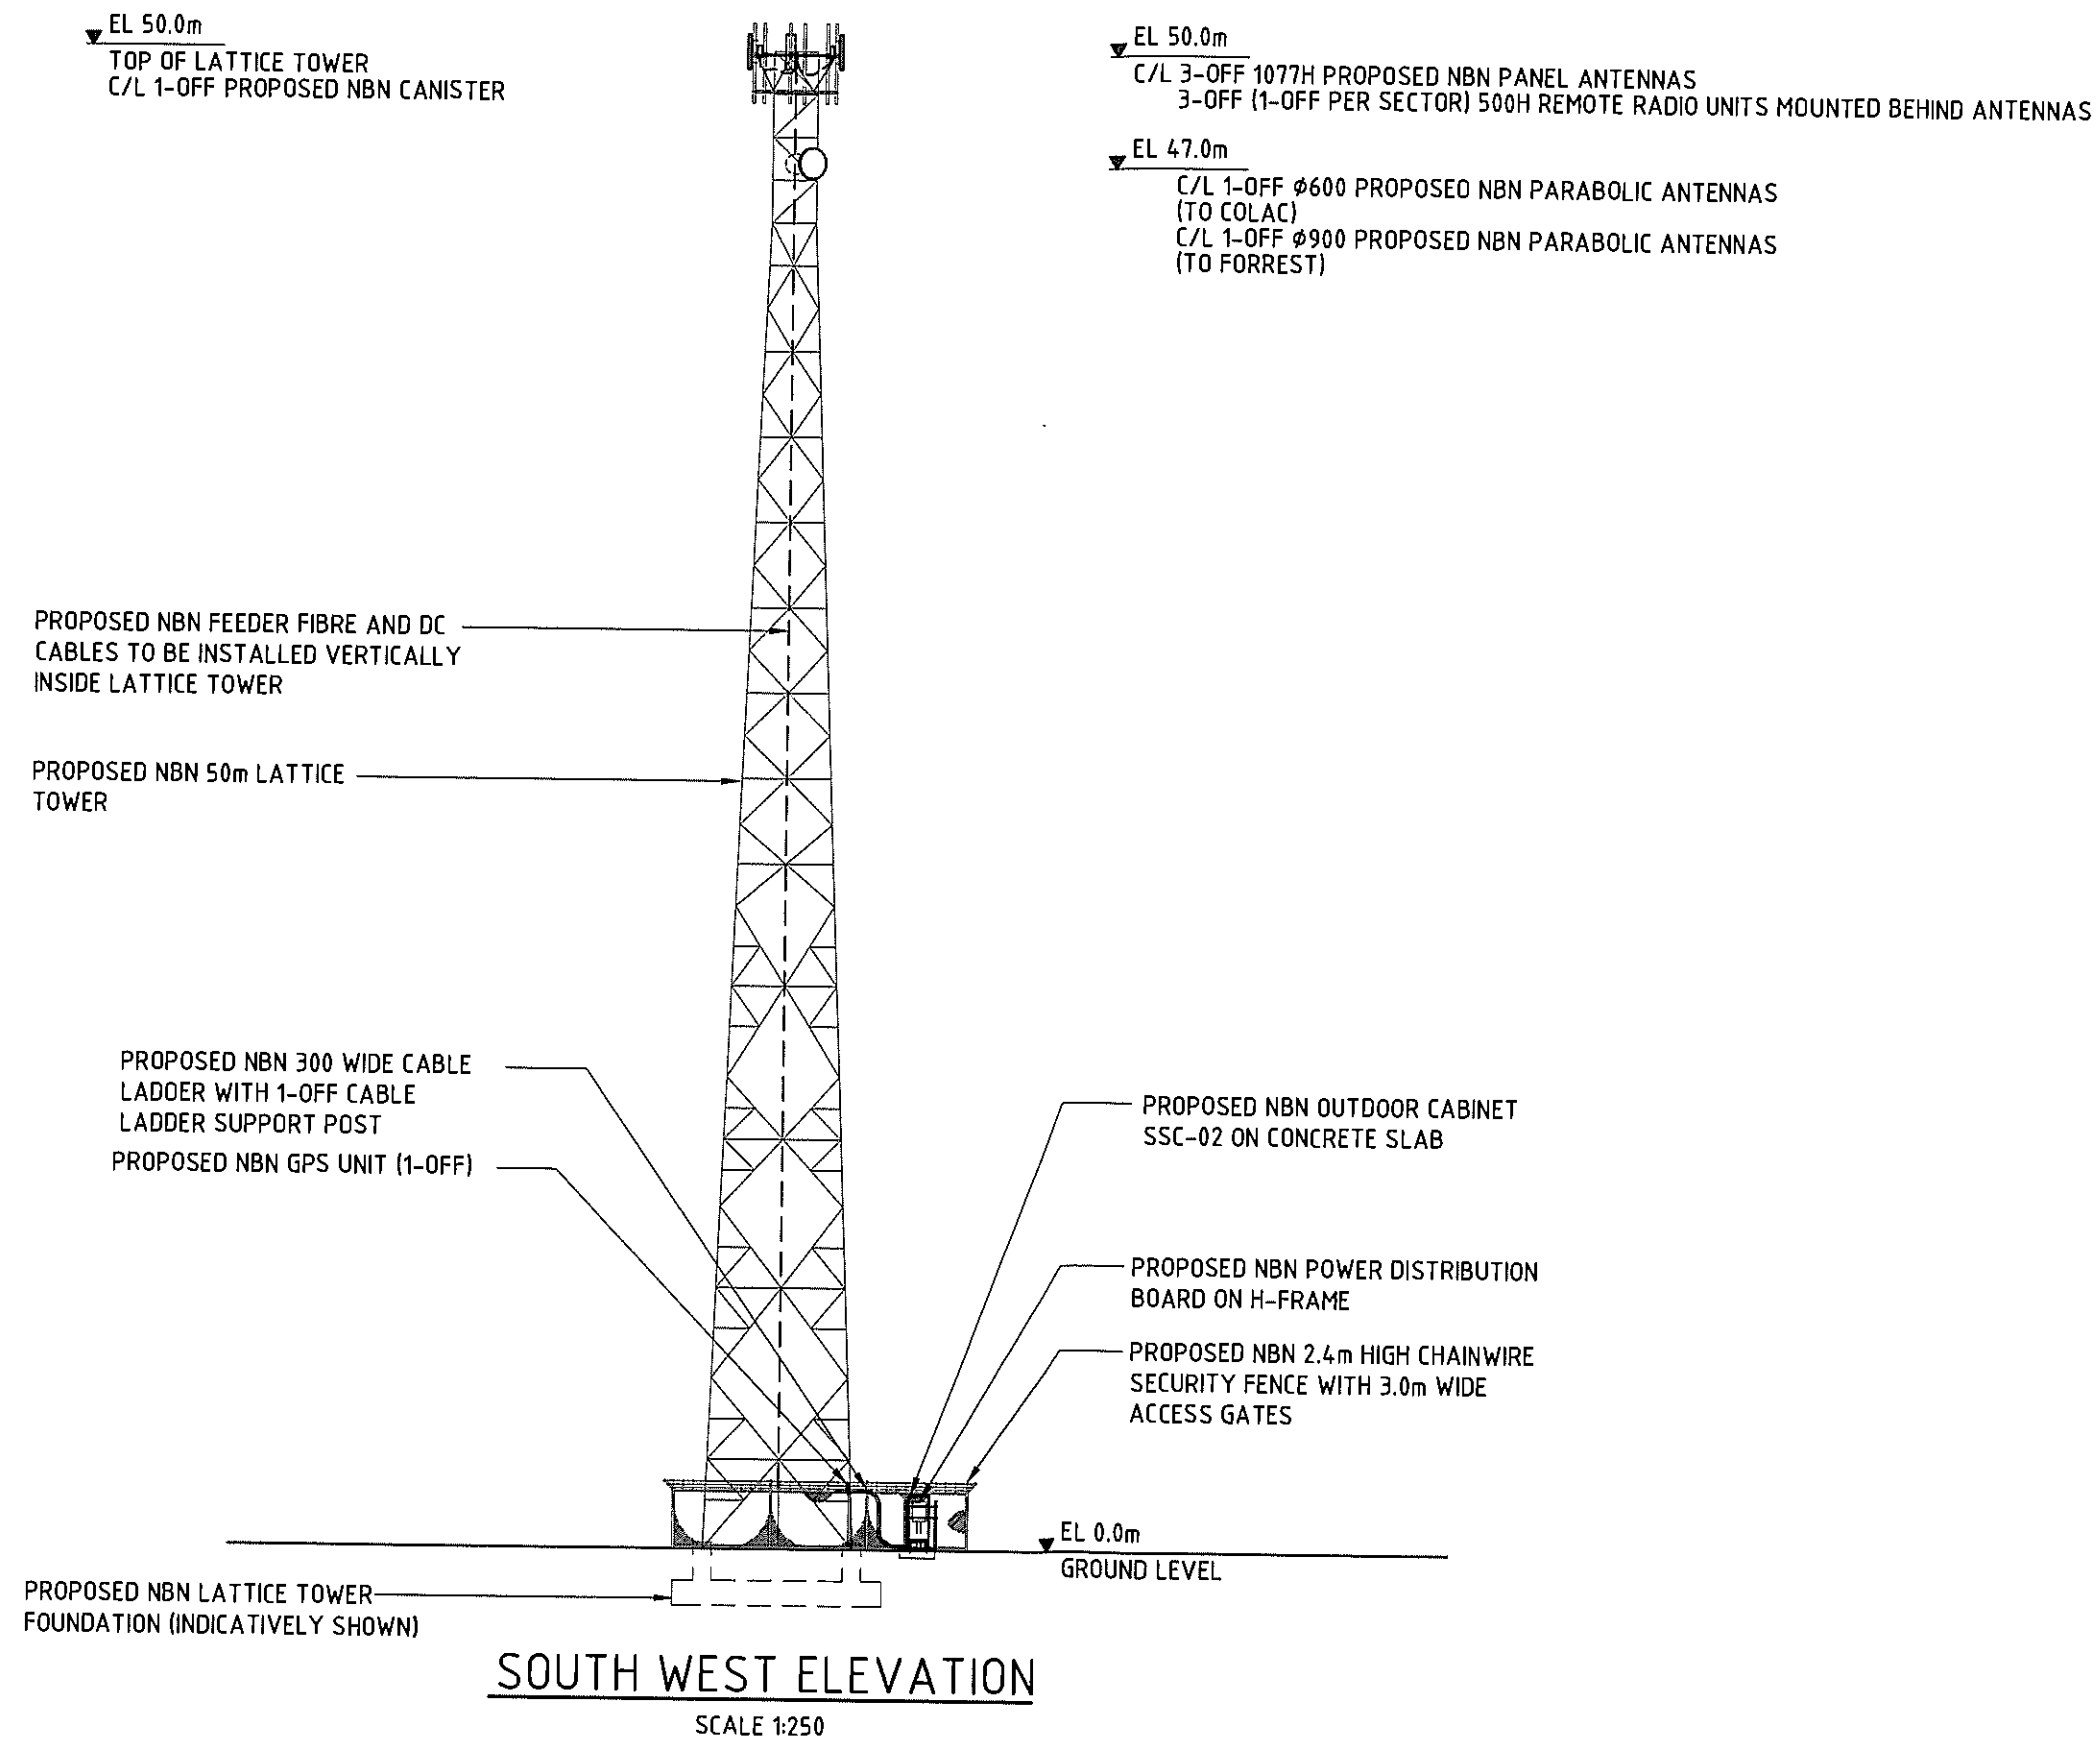 EL 50.0m
TOP OF LATTICE TOWER
C/L 1-OFF PROPOSED NBN CANISTER
EL 50.0m
C/L 3-OFF 1077H PROPOSED NBN PANEL ANTENNAS
3-OFF (1-OFF PER SECTOR) 500H REMOTE RADIO UNITS MOUNTED BEHIND ANTENNAS
EL 47.0m
C/L 1-OFF Ø600 PROPOSED NBN PARABOLIC ANTENNAS
(TO COLAC)
C/L 1-OFF Ø900 PROPOSED NBN PARABOLIC ANTENNAS
(TO FORREST)
PROPOSED NBN FEEDER FIBRE AND DC
CABLES TO BE INSTALLED VERTICALLY
INSIDE LATTICE TOWER
PROPOSED NBN 50m LATTICE
TOWER
PROPOSED NBN 300 WIDE CABLE
LADDER WITH 1-OFF CABLE
LADDER SUPPORT POST
PROPOSED NBN GPS UNIT (1-OFF)
PROPOSED NBN OUTDOOR CABINET
SSC-02 ON CONCRETE SLAB
PROPOSED NBN POWER DISTRIBUTION
BOARD ON H-FRAME
PROPOSED NBN 2.4m HIGH CHAINWIRE
SECURITY FENCE WITH 3.0m WIDE
ACCESS GATES
EL 0.0m
GROUND LEVEL
PROPOSED NBN LATTICE TOWER
FOUNDATION (INDICATIVELY SHOWN)
SOUTH WEST ELEVATION
SCALE 1:250